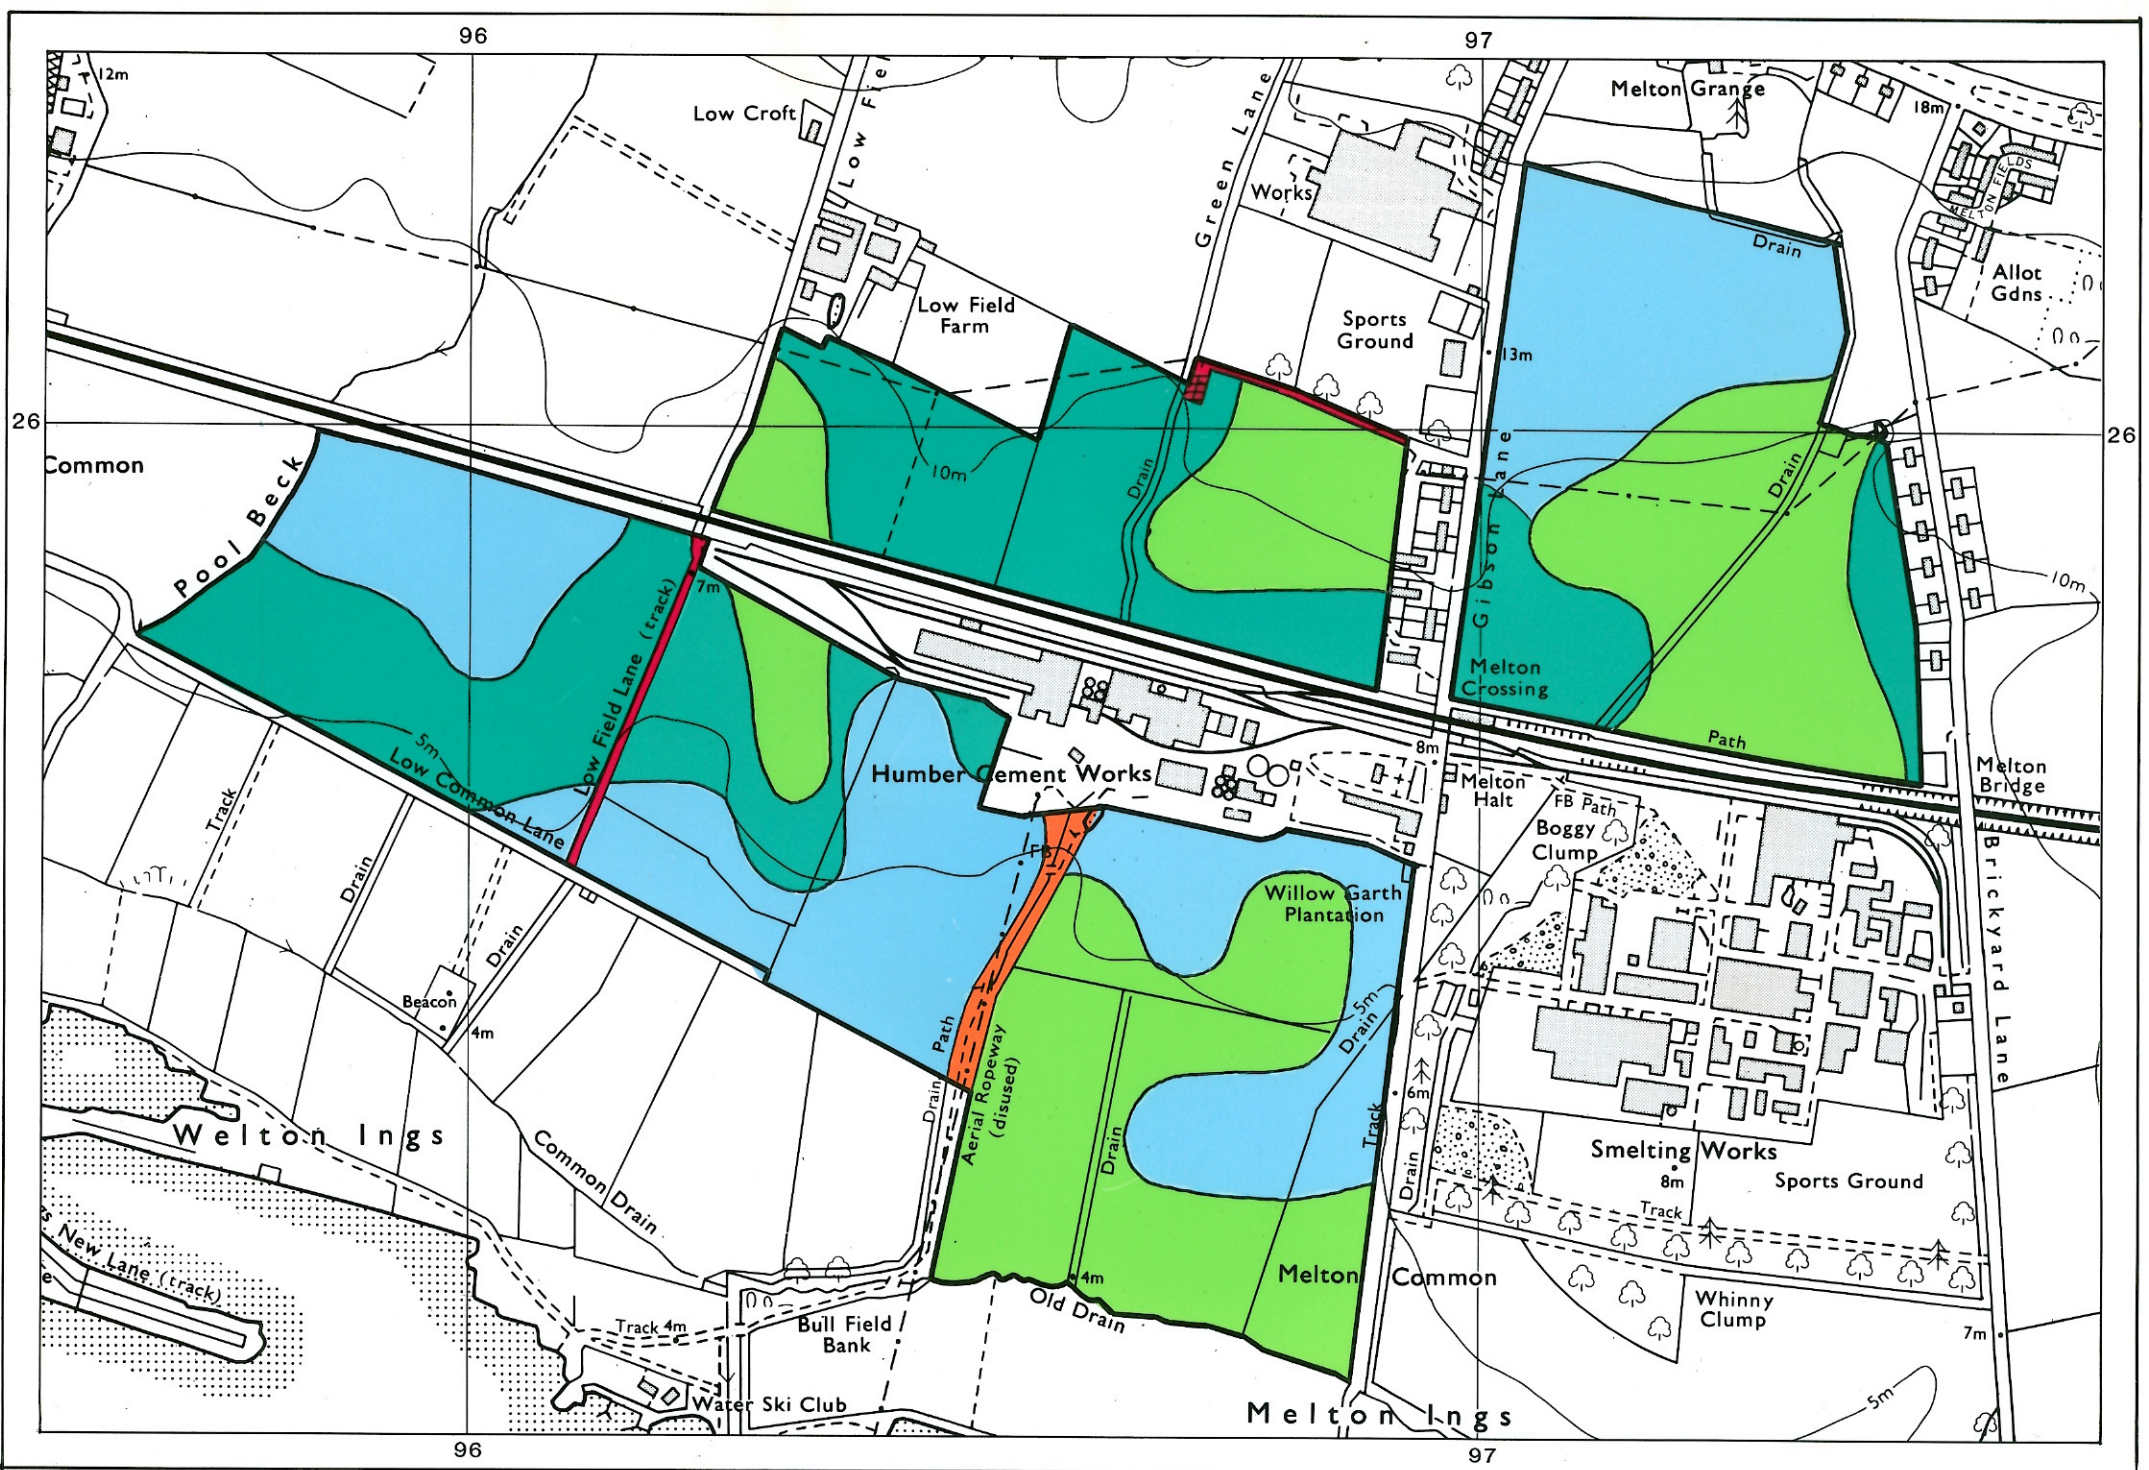 96
97
12m
Low Croft
Low Fiel
Green Lane
Works
Melton Grange
18m
MELTON FIELDS
Drain
Allot
Gdns
Low Field
Farm
Sports
Ground
13m
26
26
Common
10m
Drain
Drain
Gibson Lane
Pool Beck
7m
Low Field Lane (track)
10m
Melton
Crossing
5m
Low Common Lane
Humber Cement Works
8m
Melton
Halt
Path
FB Path
Melton
Bridge
Boggy
Clump
Track
Drain
FB
Willow Garth
Plantation
Brickyard Lane
Drain
Beacon
4m
Path
Aerial Ropeway
(disused)
5m
Drain
Drain
Drain
Track
6m
Drain
Welton Ings
Common Drain
Smelting Works
8m
Sports Ground
Track
New Lane (track)
Melton Common
4m
Old Drain
Whinny
Clump
Track 4m
Bull Field
Bank
7m
Water Ski Club
Melton Ings
5m
96
97